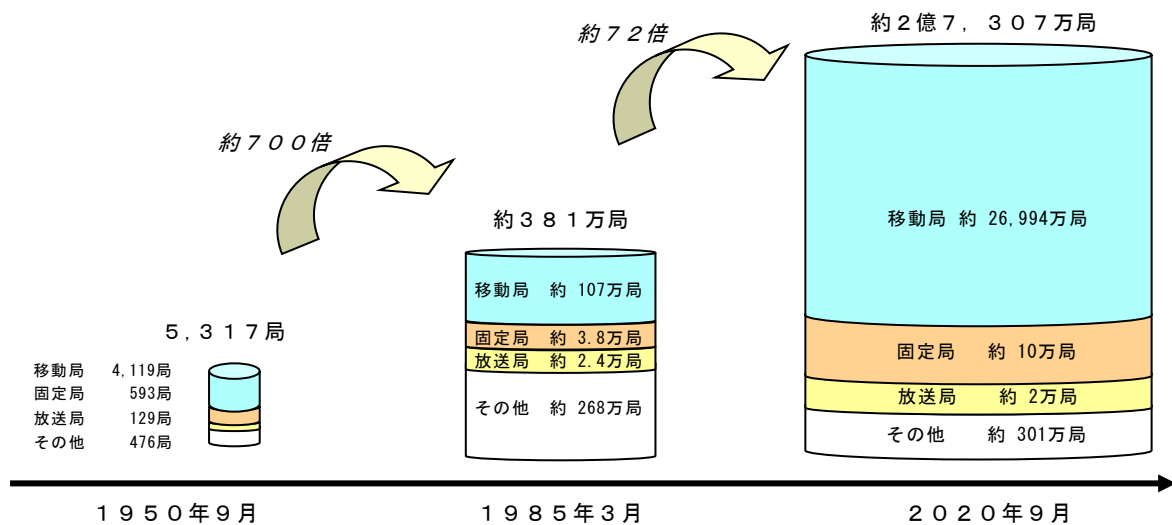 約2億7,307万局
約72倍
移動局 約 26,994万局
固定局 約 10万局
放送局 約 2万局
その他 約 301万局
約700倍
約381万局
移動局 約 107万局
固定局 約 3.8万局
放送局 約 2.4万局
その他 約 268万局
5,317局
移動局 4,119局
固定局 593局
放送局 129局
その他 476局
1950年9月
1985年3月
2020年9月